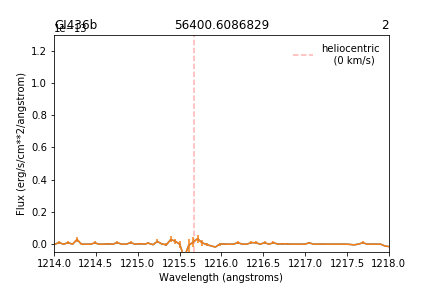 GJ436b 56400.6086829 2
1e−13
heliocentric
(0 km/s)
1.2
1.0
0.8
0.6
0.4
0.2
0.0
Flux (erg/s/cm**2/angstrom)
1214.0 1214.5 1215.0 1215.5 1216.0 1216.5 1217.0 1217.5 1218.0
Wavelength (angstroms)